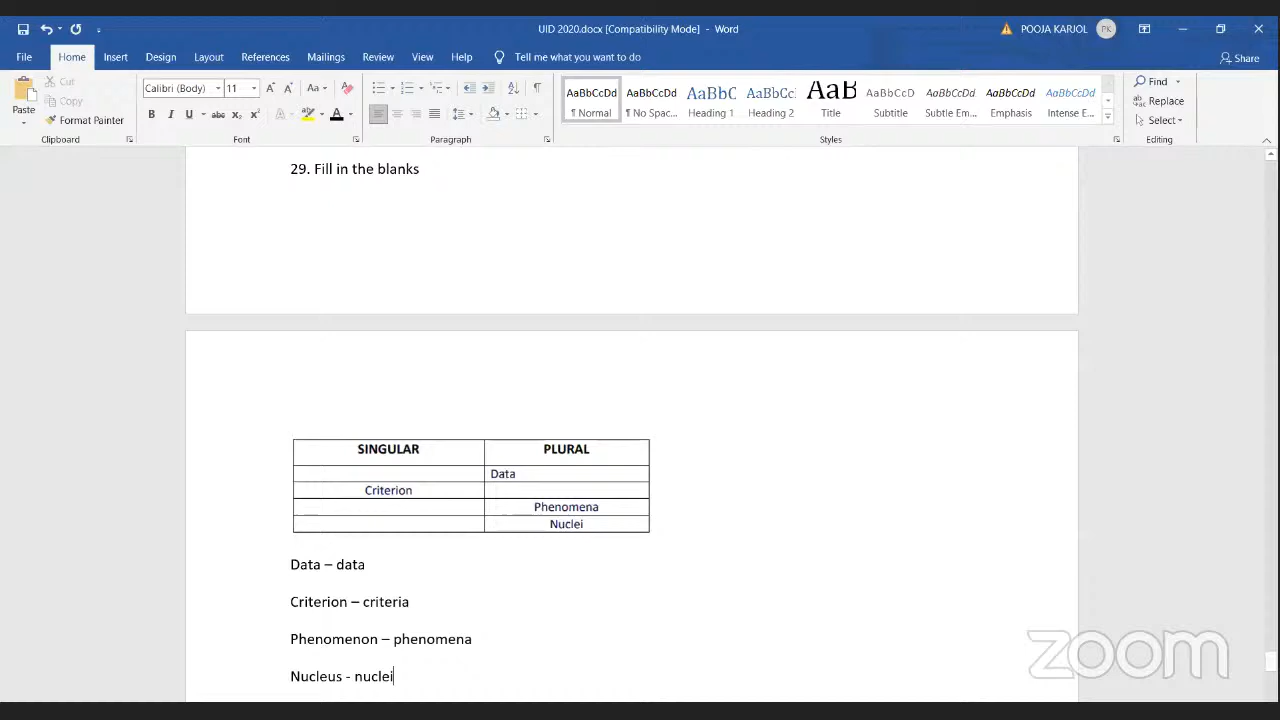 UID 2020.docx [Compatibility Mode] - Word
POOJA KARJOL PK
File Home Insert Design Layout References Mailings Review View Help Tell me what you want to do Share
Paste Cut Copy Format Painter Clipboard
Calibri (Body) 11 Aa B I U abc x₂ x² A A Font
Paragraph
AaBbCcDd AaBbCcDd AaBbC AaBbCc AaB AaBbCcD AaBbCcDd AaBbCcDd AaBbCcDd
¶ Normal ¶ No Spac... Heading 1 Heading 2 Title Subtitle Subtle Em... Emphasis Intense E...
Styles
Find Replace Select Editing
29. Fill in the blanks
SINGULAR PLURAL
Data
Criterion
Phenomena
Nuclei
Data – data
Criterion – criteria
Phenomenon – phenomena
Nucleus - nuclei
zoom